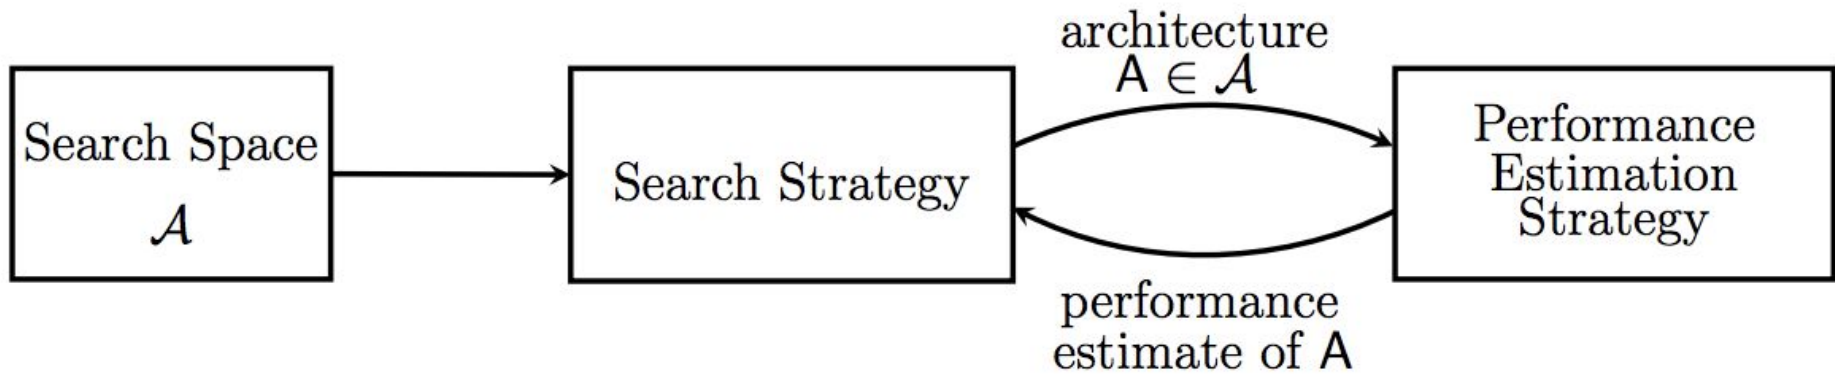 Search Space
𝒜
Search Strategy
architecture
A ∈ 𝒜
performance
estimate of A
Performance
Estimation
Strategy